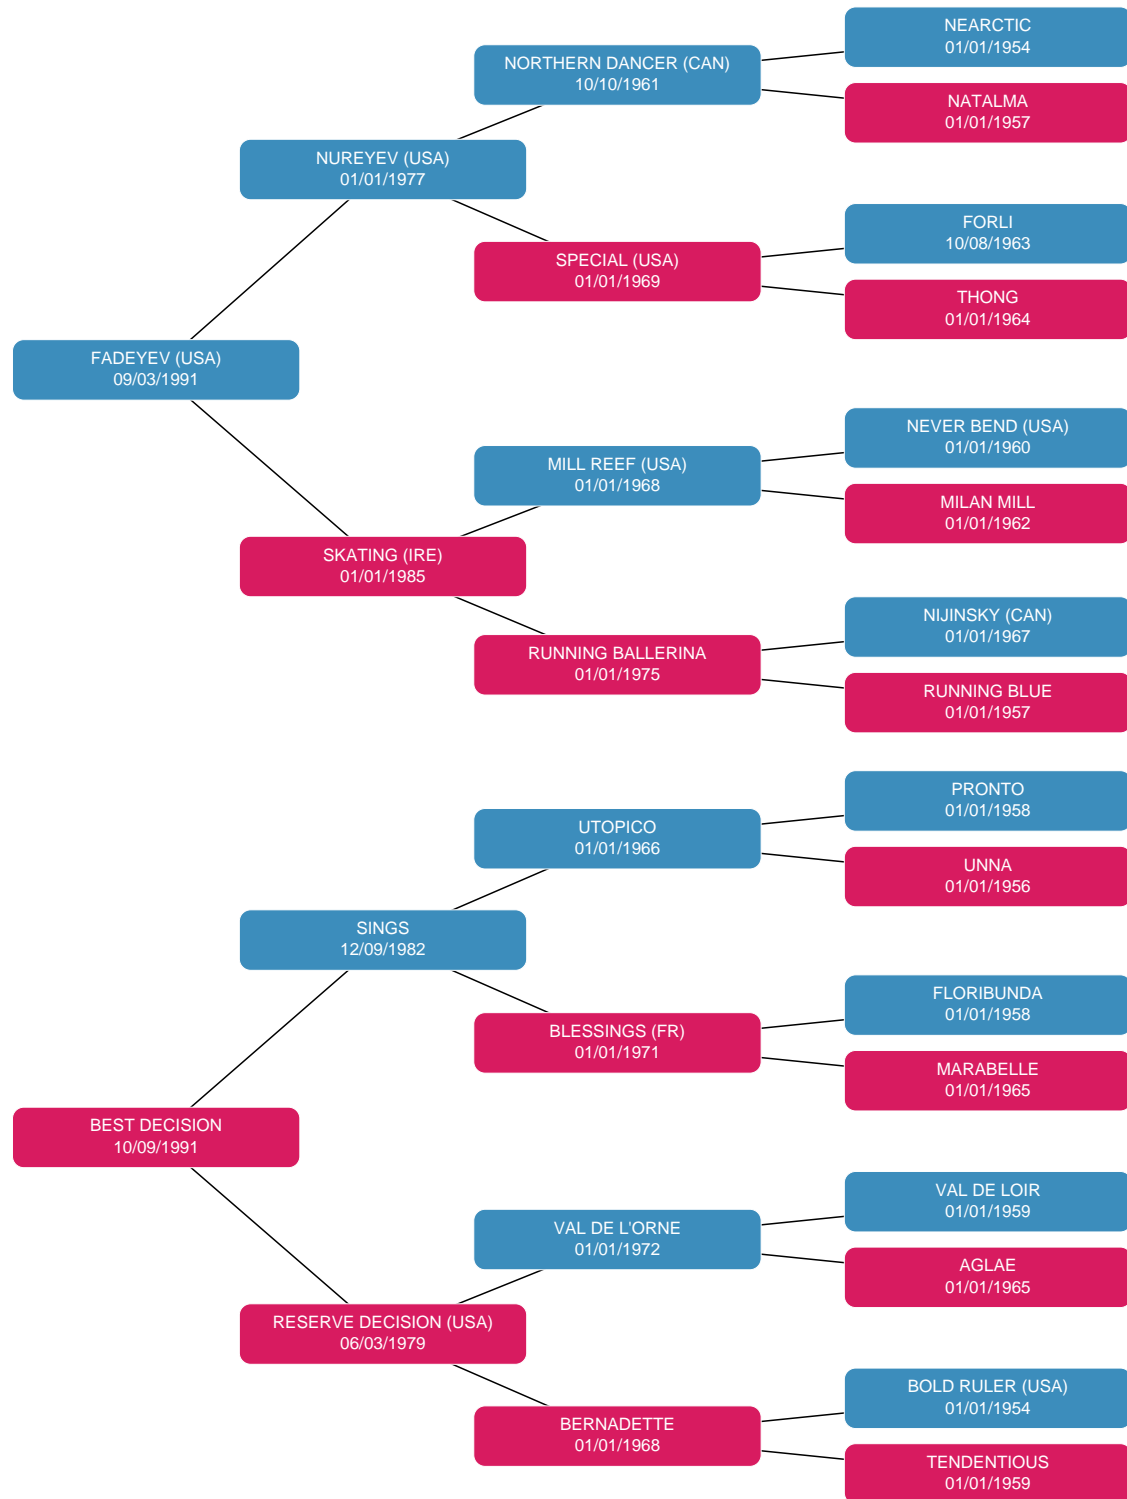 NEARCTIC
01/01/1954
NORTHERN DANCER (CAN)
10/10/1961
NATALMA
01/01/1957
NUREYEV (USA)
01/01/1977
FORLI
10/08/1963
SPECIAL (USA)
01/01/1969
THONG
01/01/1964
FADEYEV (USA)
09/03/1991
NEVER BEND (USA)
01/01/1960
MILL REEF (USA)
01/01/1968
MILAN MILL
01/01/1962
SKATING (IRE)
01/01/1985
NIJINSKY (CAN)
01/01/1967
RUNNING BALLERINA
01/01/1975
RUNNING BLUE
01/01/1957
PRONTO
01/01/1958
UTOPICO
01/01/1966
UNNA
01/01/1956
SINGS
12/09/1982
FLORIBUNDA
01/01/1958
BLESSINGS (FR)
01/01/1971
MARABELLE
01/01/1965
BEST DECISION
10/09/1991
VAL DE LOIR
01/01/1959
VAL DE L'ORNE
01/01/1972
AGLAE
01/01/1965
RESERVE DECISION (USA)
06/03/1979
BOLD RULER (USA)
01/01/1954
BERNADETTE
01/01/1968
TENDENTIOUS
01/01/1959